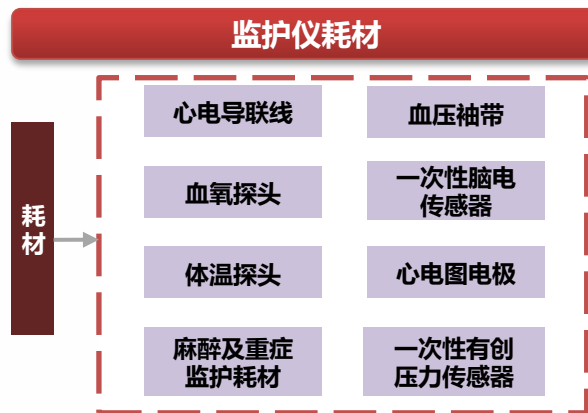 监护仪耗材
耗
材
心电导联线
血压袖带
血氧探头
一次性脑电
传感器
体温探头
心电图电极
麻醉及重症
监护耗材
一次性有创
压力传感器